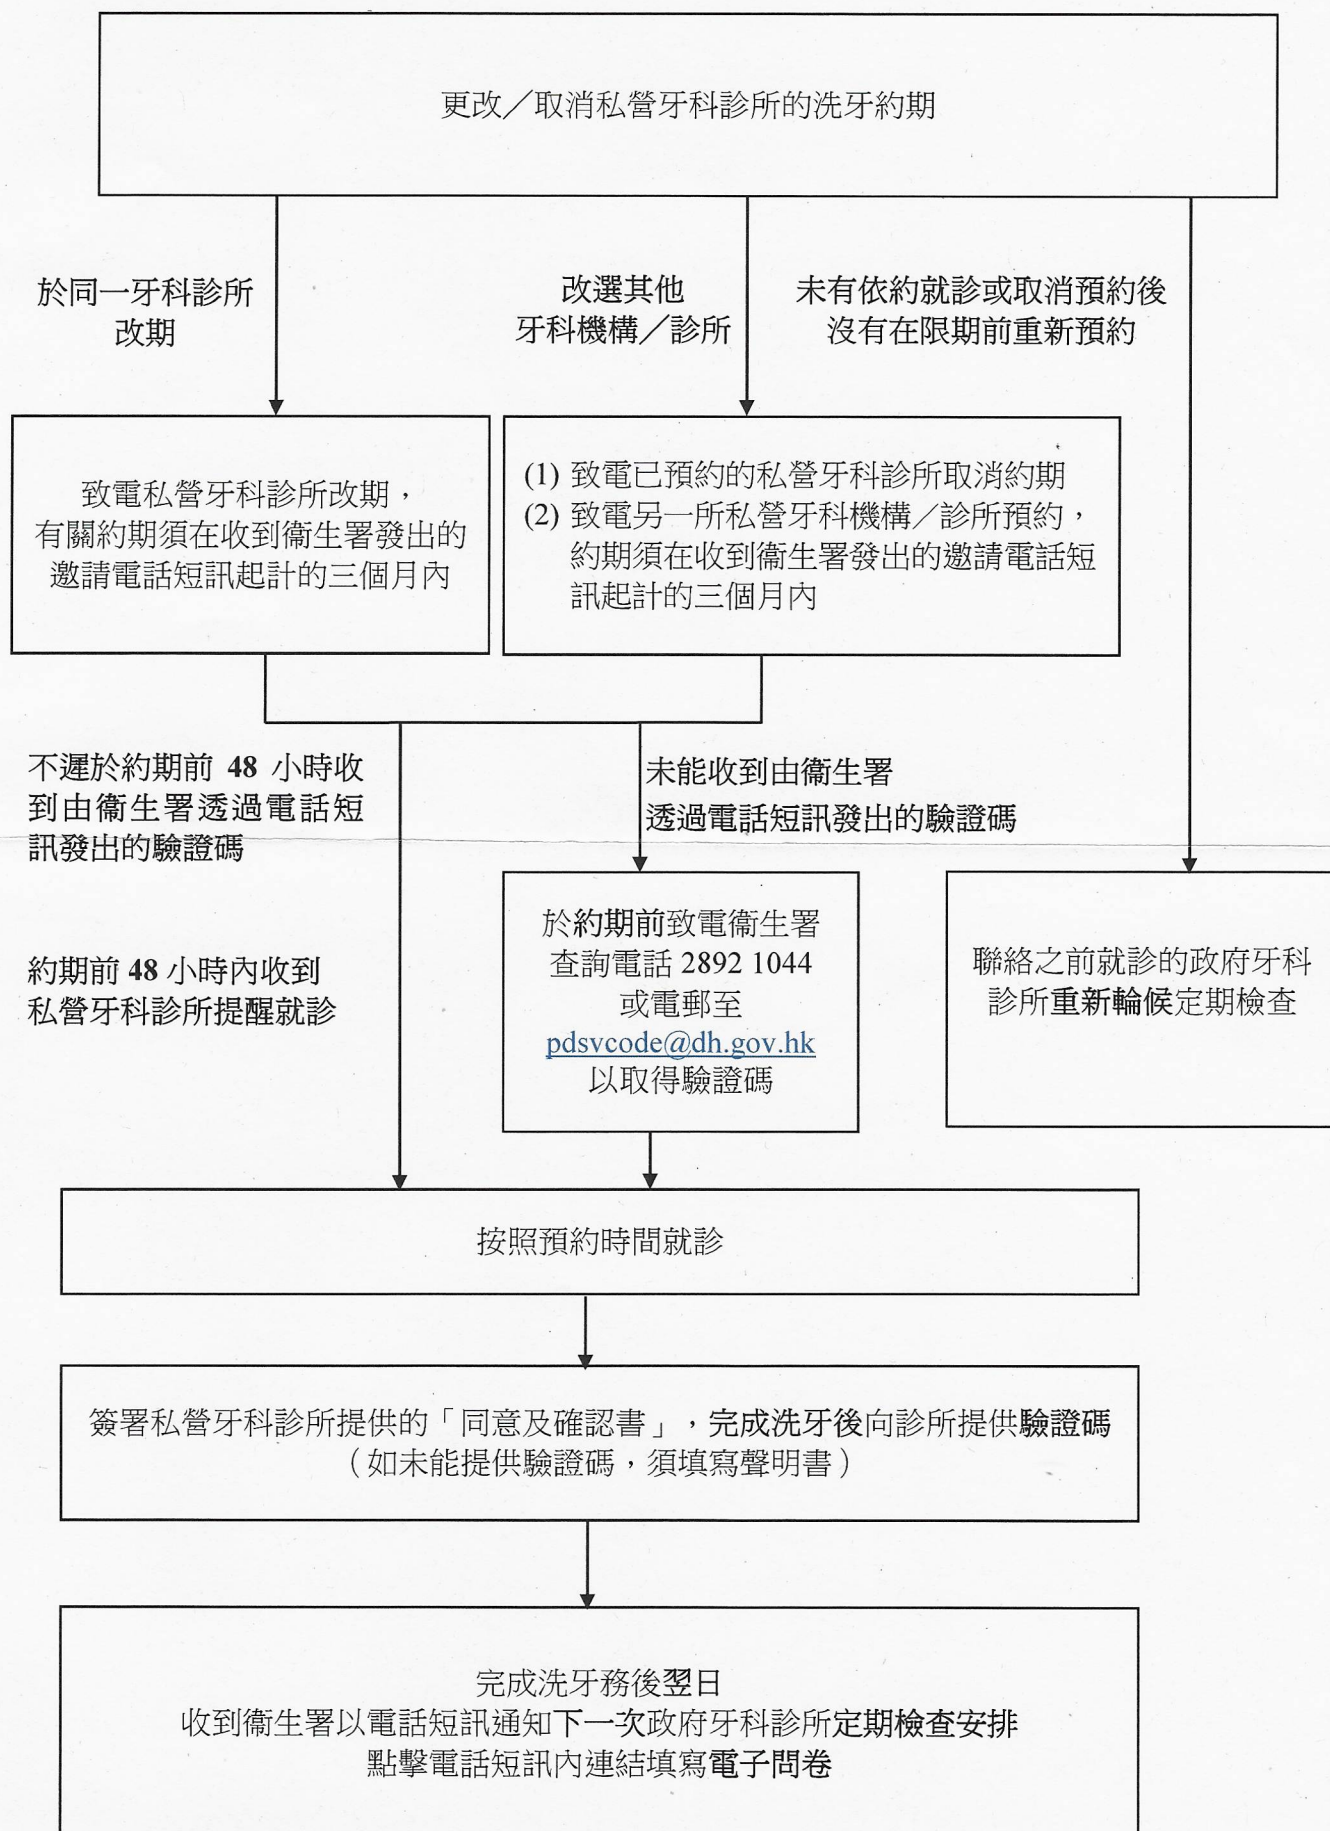 更改／取消私營牙科診所的洗牙約期
於同一牙科診所
改期
改選其他
牙科機構／診所
未有依約就診或取消預約後
沒有在限期前重新預約
致電私營牙科診所改期，
有關約期須在收到衞生署發出的
邀請電話短訊起計的三個月內
(1) 致電已預約的私營牙科診所取消約期
(2) 致電另一所私營牙科機構／診所預約，
約期須在收到衞生署發出的邀請電話短
訊起計的三個月內
不遲於約期前 48 小時收
到由衞生署透過電話短
訊發出的驗證碼
未能收到由衞生署
透過電話短訊發出的驗證碼
約期前 48 小時內收到
私營牙科診所提醒就診
於約期前致電衞生署
查詢電話 2892 1044
或電郵至
pdsvcode@dh.gov.hk
以取得驗證碼
聯絡之前就診的政府牙科
診所重新輪候定期檢查
按照預約時間就診
簽署私營牙科診所提供的「同意及確認書」，完成洗牙後向診所提供驗證碼
（如未能提供驗證碼，須填寫聲明書）
完成洗牙務後翌日
收到衞生署以電話短訊通知下一次政府牙科診所定期檢查安排
點擊電話短訊內連結填寫電子問卷